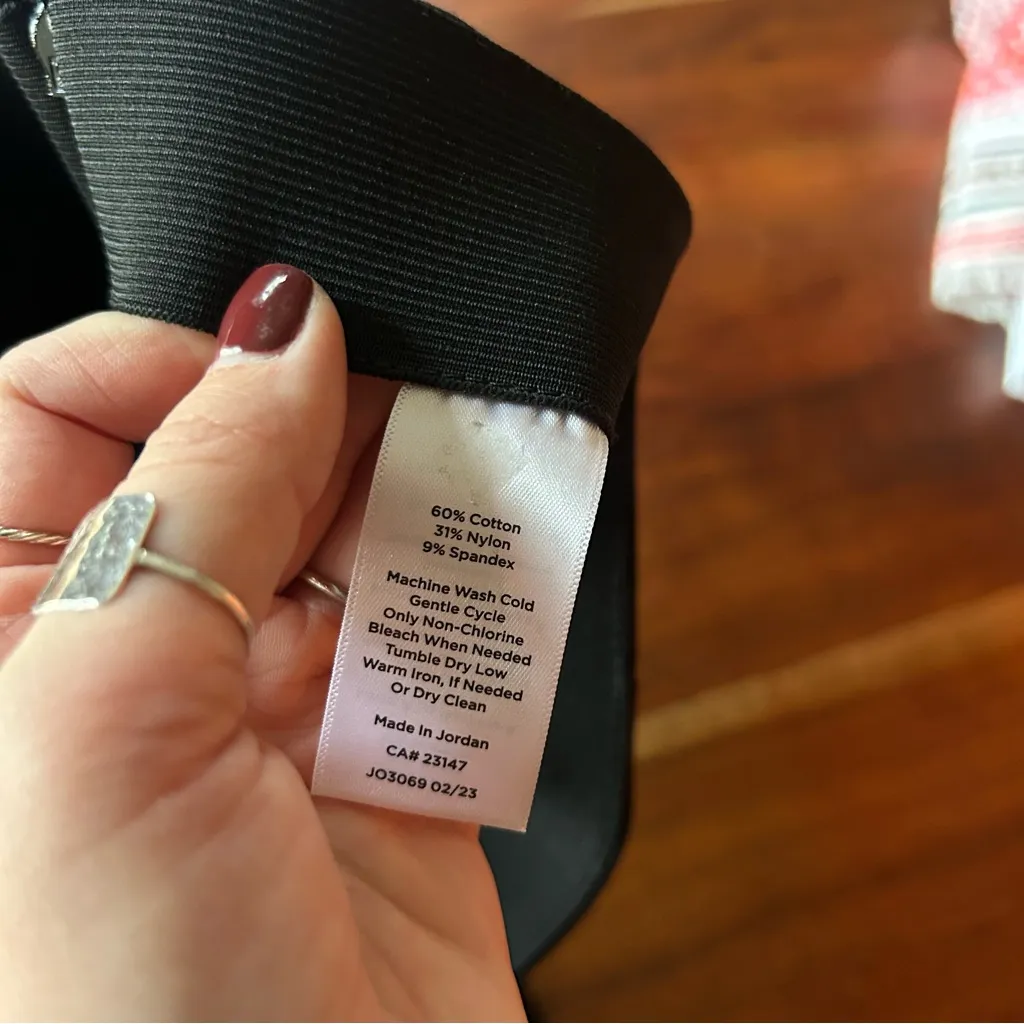 60% Cotton
31% Nylon
9% Spandex
Machine Wash Cold
Gentle Cycle
Only Non-Chlorine
Bleach When Needed
Tumble Dry Low
Warm Iron, If Needed
Or Dry Clean
Made In Jordan
CA# 23147
JO3069 02/23